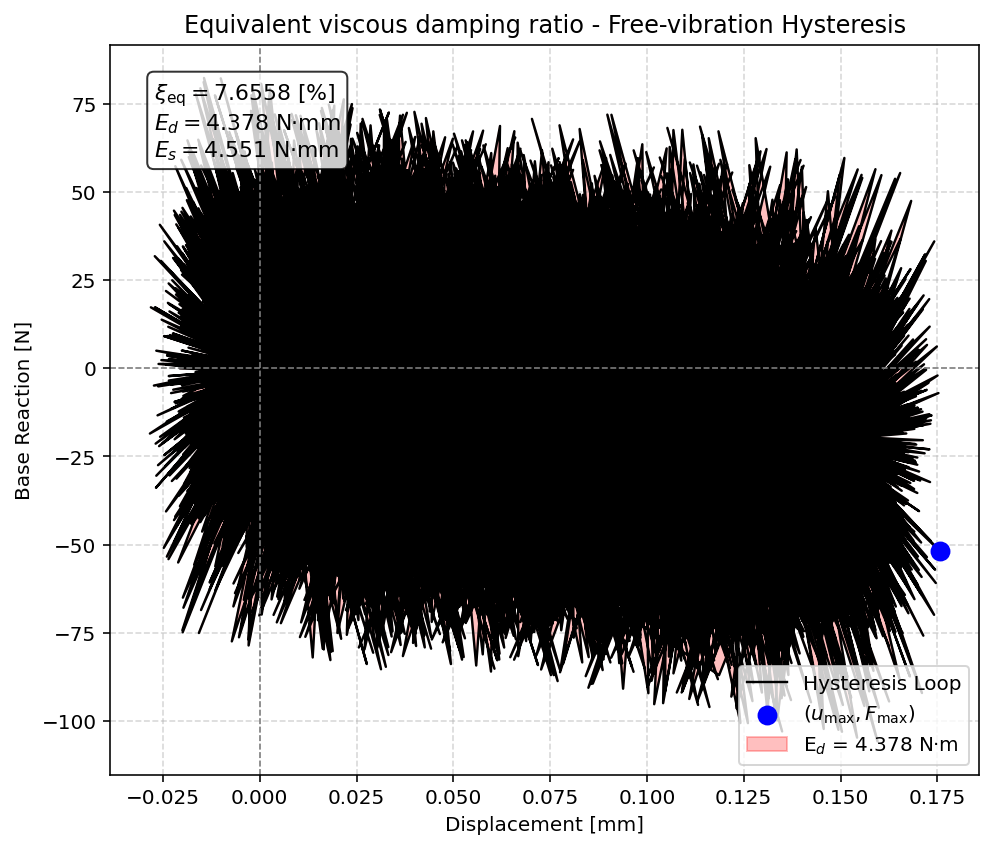 Equivalent viscous damping ratio - Free-vibration Hysteresis
ξeq = 7.6558 [%]
Ed = 4.378 N·mm
Es = 4.551 N·mm
75
50
25
0
−25
−50
−75
−100
Base Reaction [N]
Hysteresis Loop
(umax, Fmax)
Ed = 4.378 N·m
−0.025 0.000 0.025 0.050 0.075 0.100 0.125 0.150 0.175
Displacement [mm]